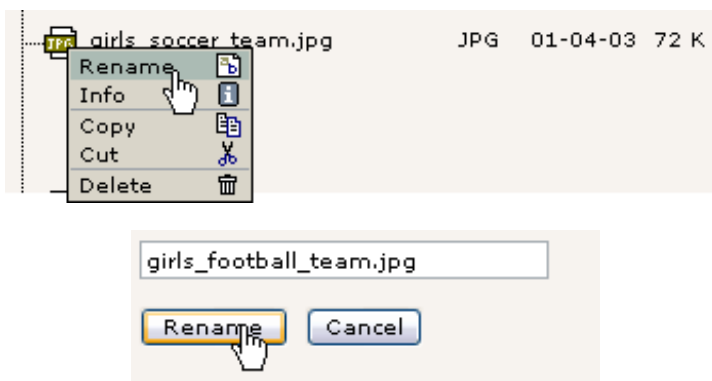 JPG girls_soccer_team.jpg JPG 01-04-03 72 K
Rename
Info
Copy
Cut
Delete
girls_football_team.jpg
Rename Cancel